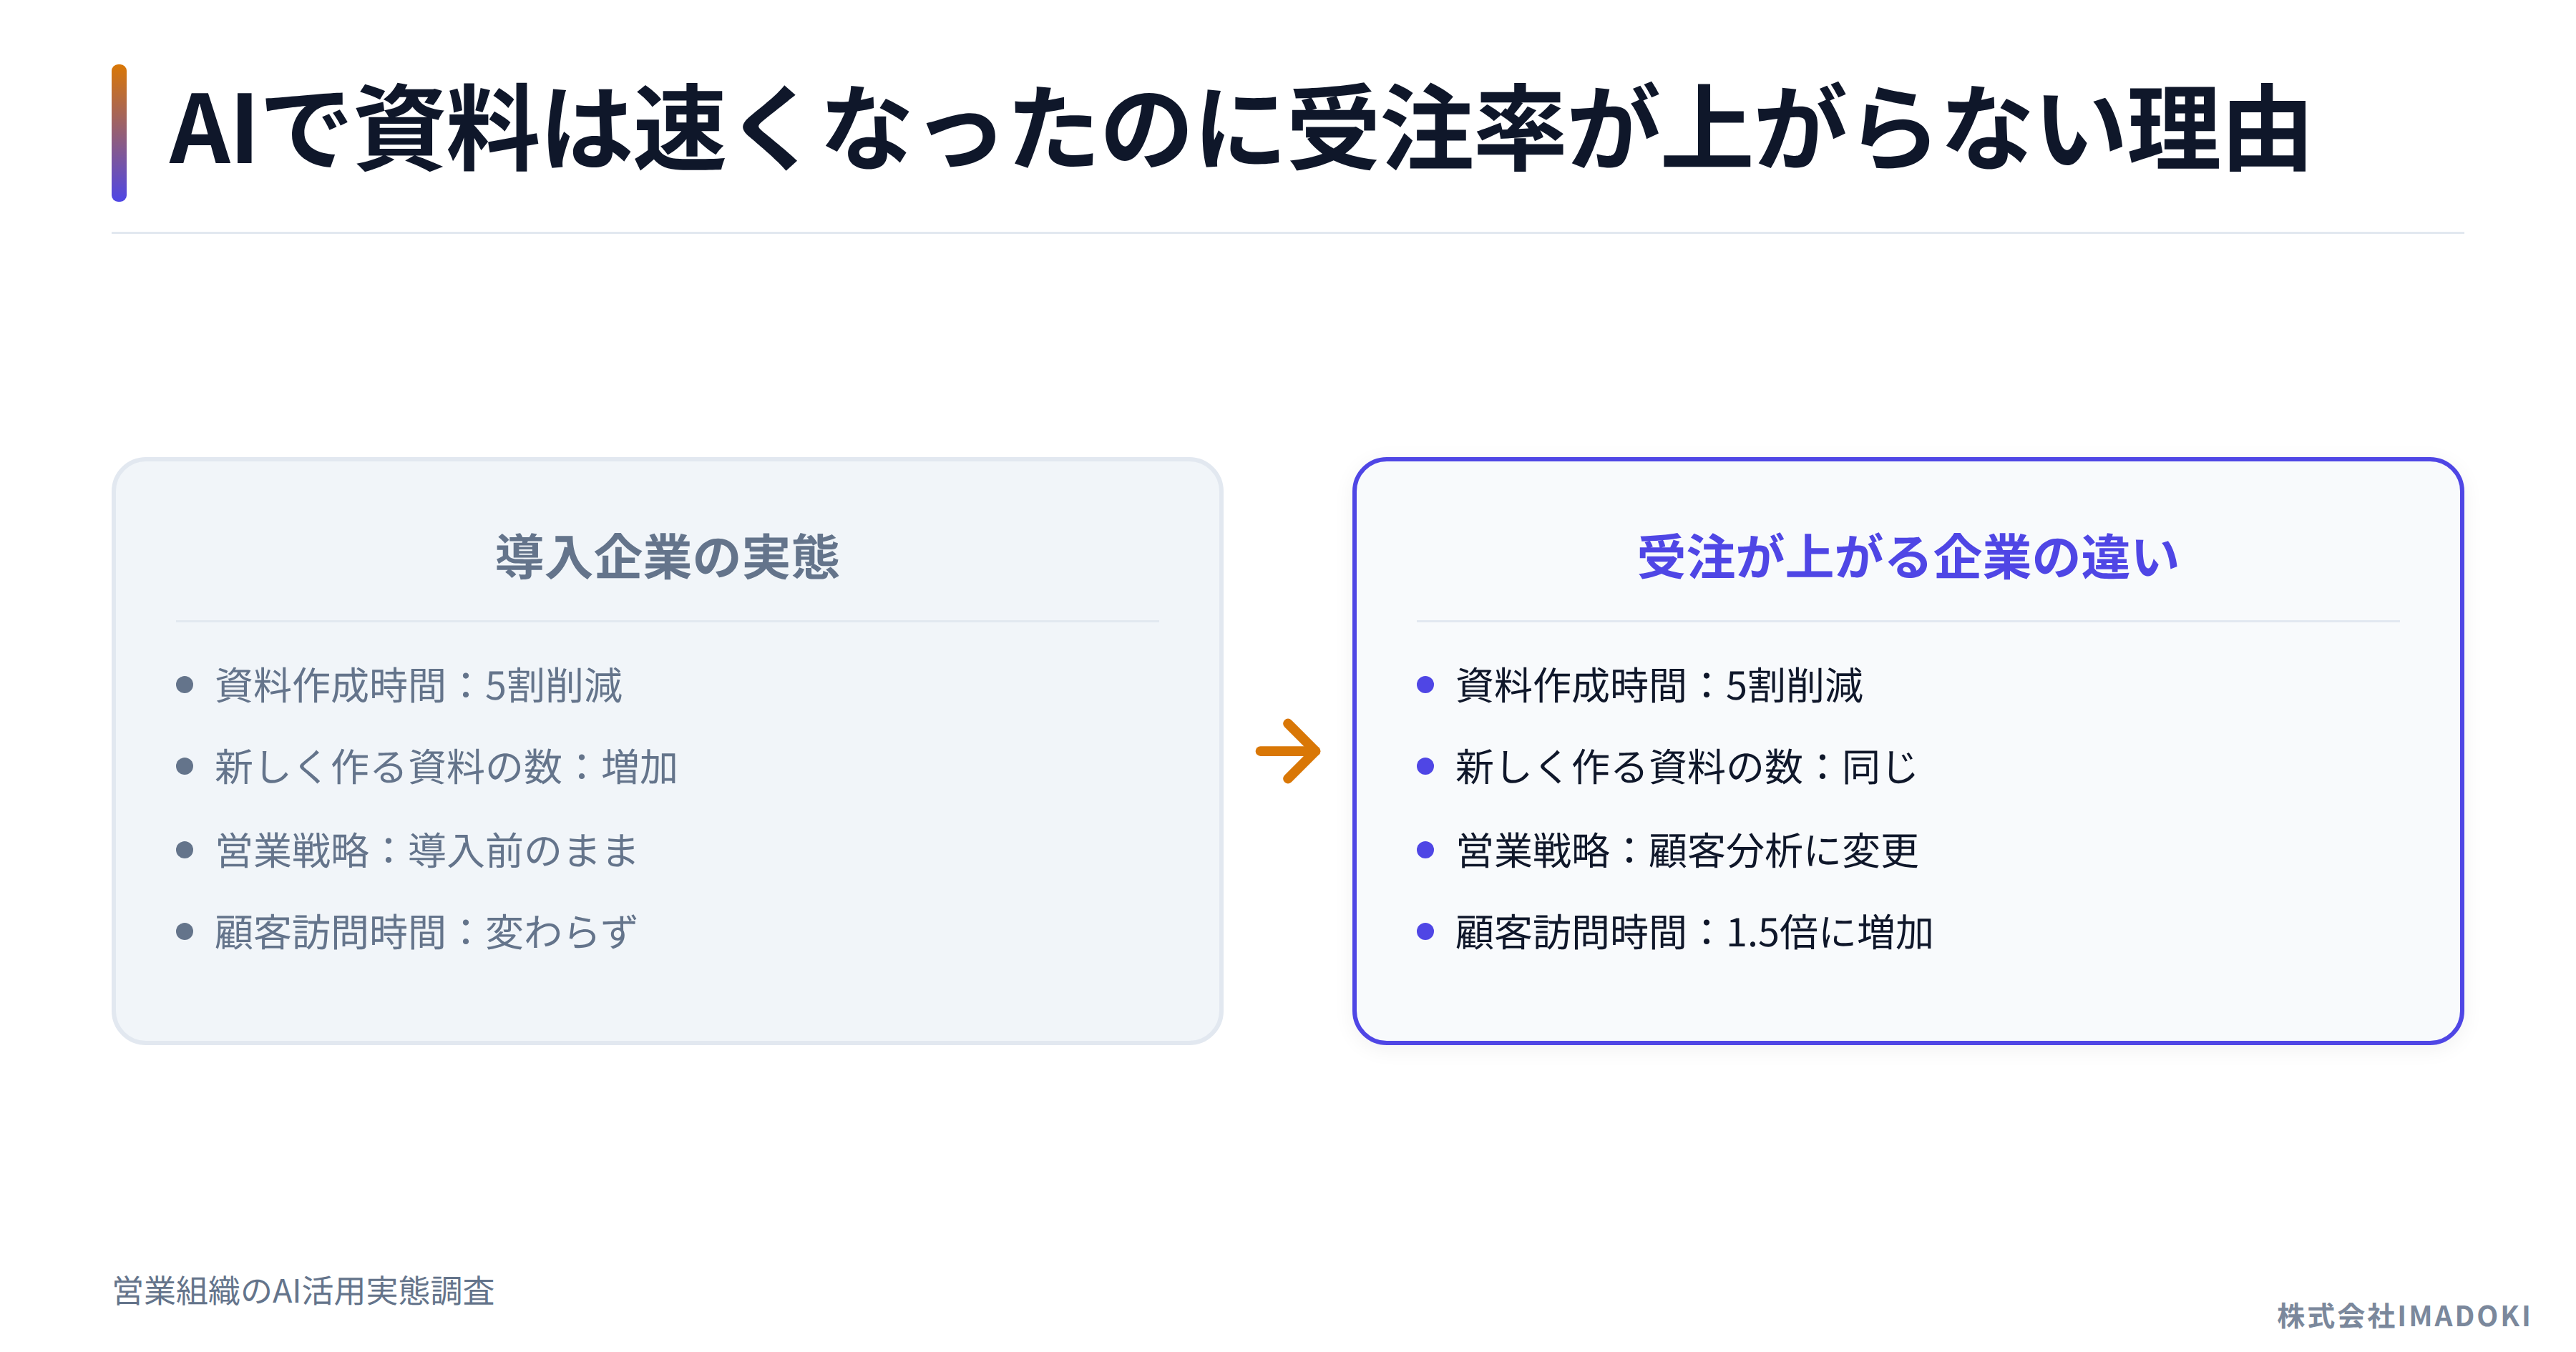 AIで資料は速くなったのに受注率が上がらない理由
導入企業の実態
資料作成時間：5割削減
新しく作る資料の数：増加
営業戦略：導入前のまま
顧客訪問時間：変わらず
受注が上がる企業の違い
資料作成時間：5割削減
新しく作る資料の数：同じ
営業戦略：顧客分析に変更
顧客訪問時間：1.5倍に増加
営業組織のAI活用実態調査
株式会社IMADOKI